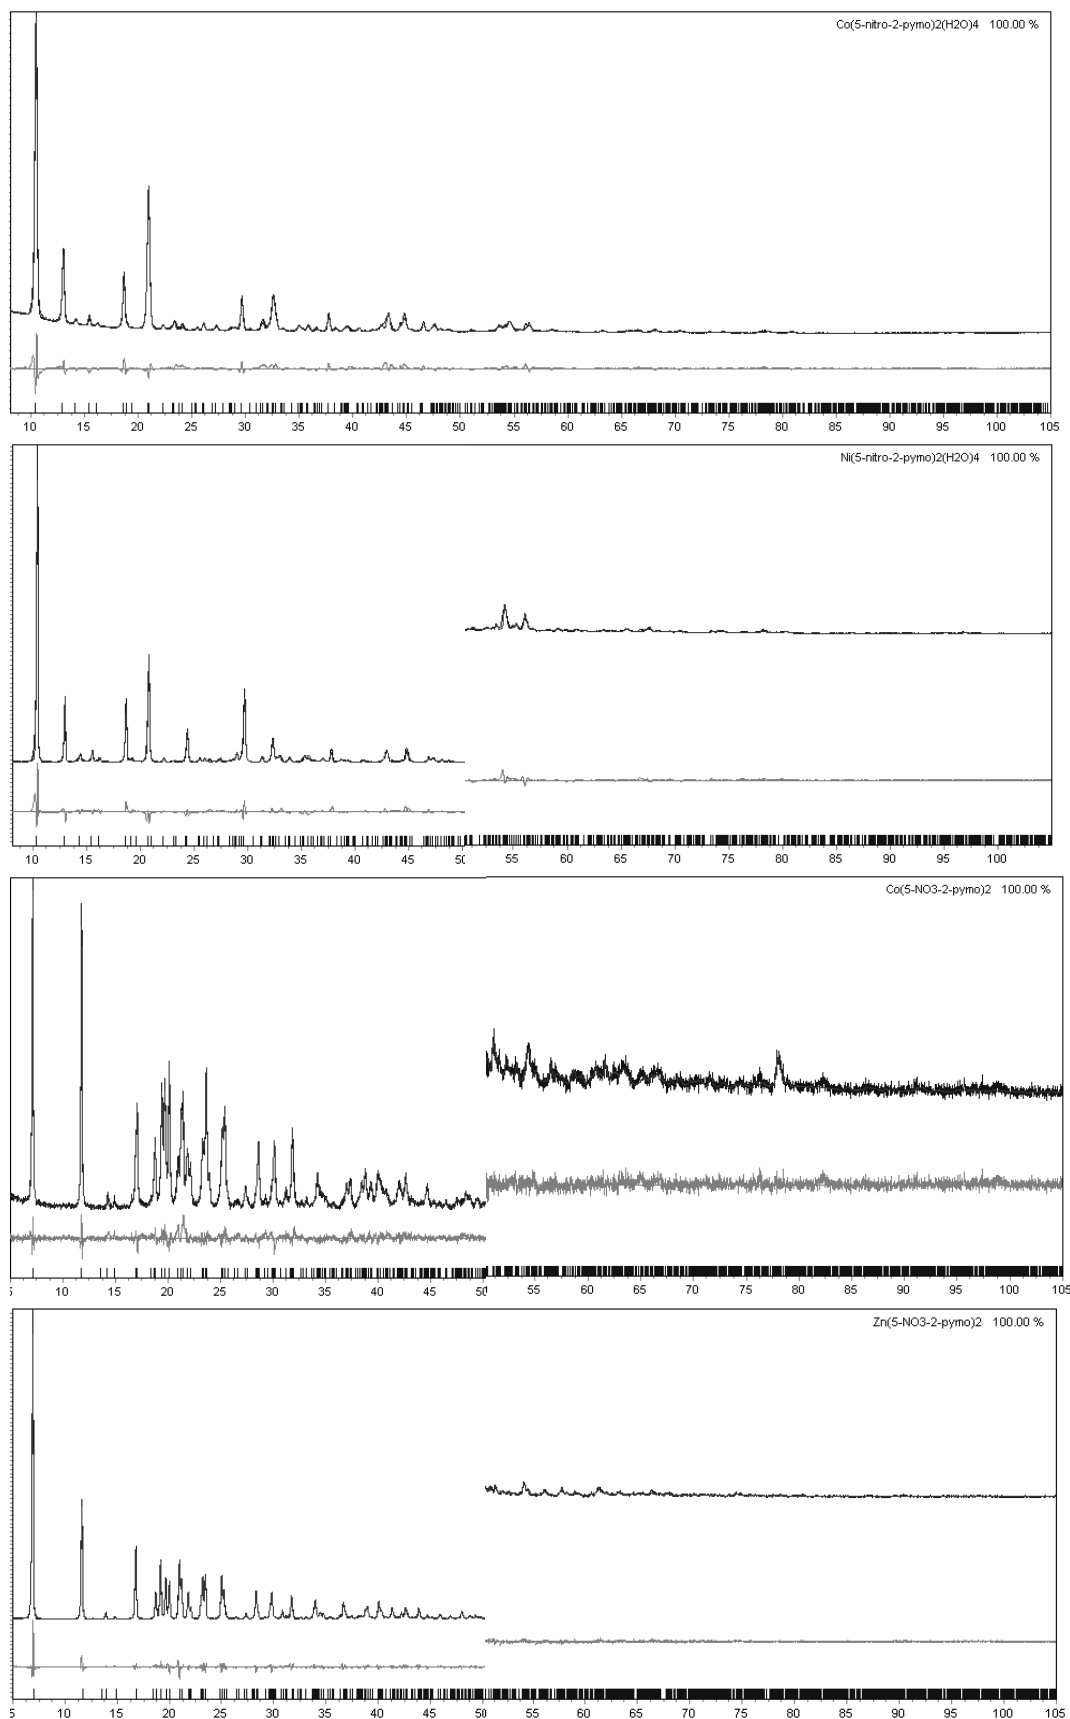 Co(5-nitro-2-pymo)2(H2O)4 100.00 %
10 15 20 25 30 35 40 45 50 55 60 65 70 75 80 85 90 95 100 105
Ni(5-nitro-2-pymo)2(H2O)4 100.00 %
10 15 20 25 30 35 40 45 50 55 60 65 70 75 80 85 90 95 100
Co(5-NO3-2-pymo)2 100.00 %
5 10 15 20 25 30 35 40 45 50 55 60 65 70 75 80 85 90 95 100 105
Zn(5-NO3-2-pymo)2 100.00 %
5 10 15 20 25 30 35 40 45 50 55 60 65 70 75 80 85 90 95 100 105